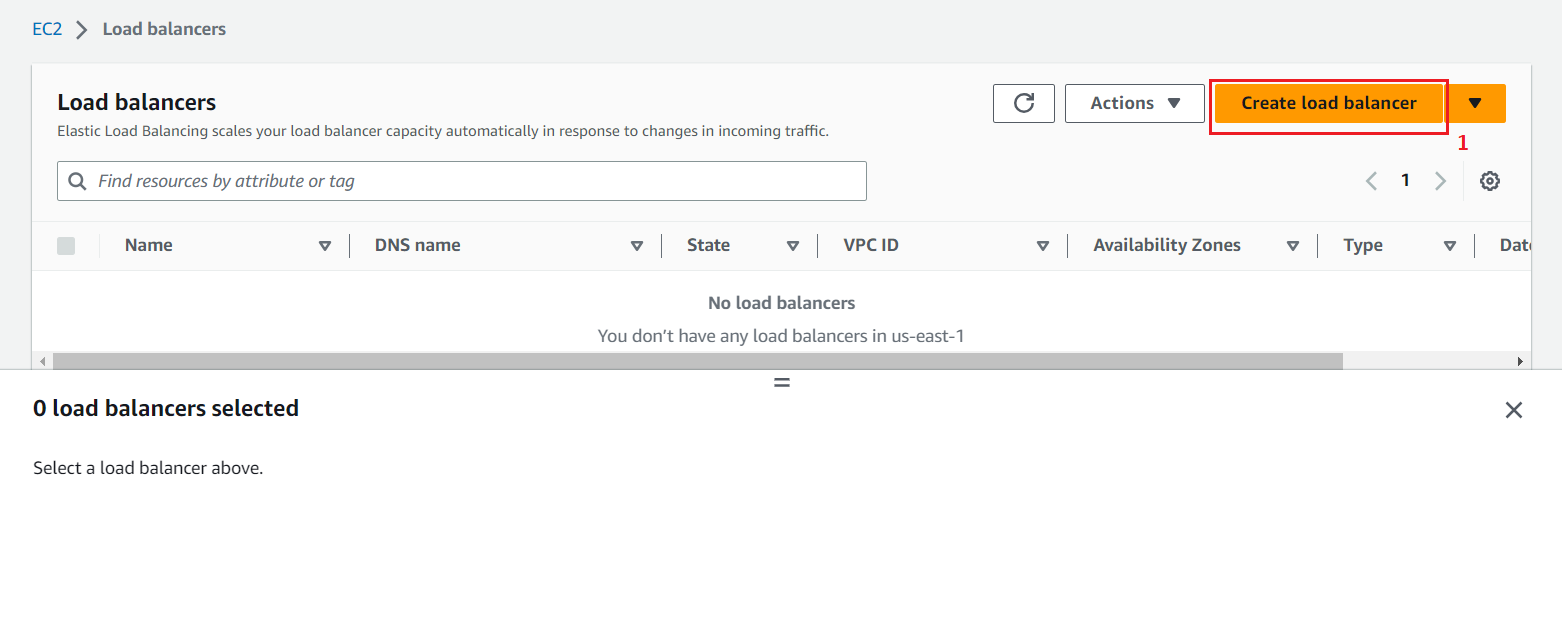 EC2 Load balancers
Load balancers
Actions
Create load balancer
Elastic Load Balancing scales your load balancer capacity automatically in response to changes in incoming traffic.
1
Find resources by attribute or tag
1
Name DNS name State VPC ID Availability Zones Type Date
No load balancers
You don’t have any load balancers in us-east-1
0 load balancers selected
Select a load balancer above.